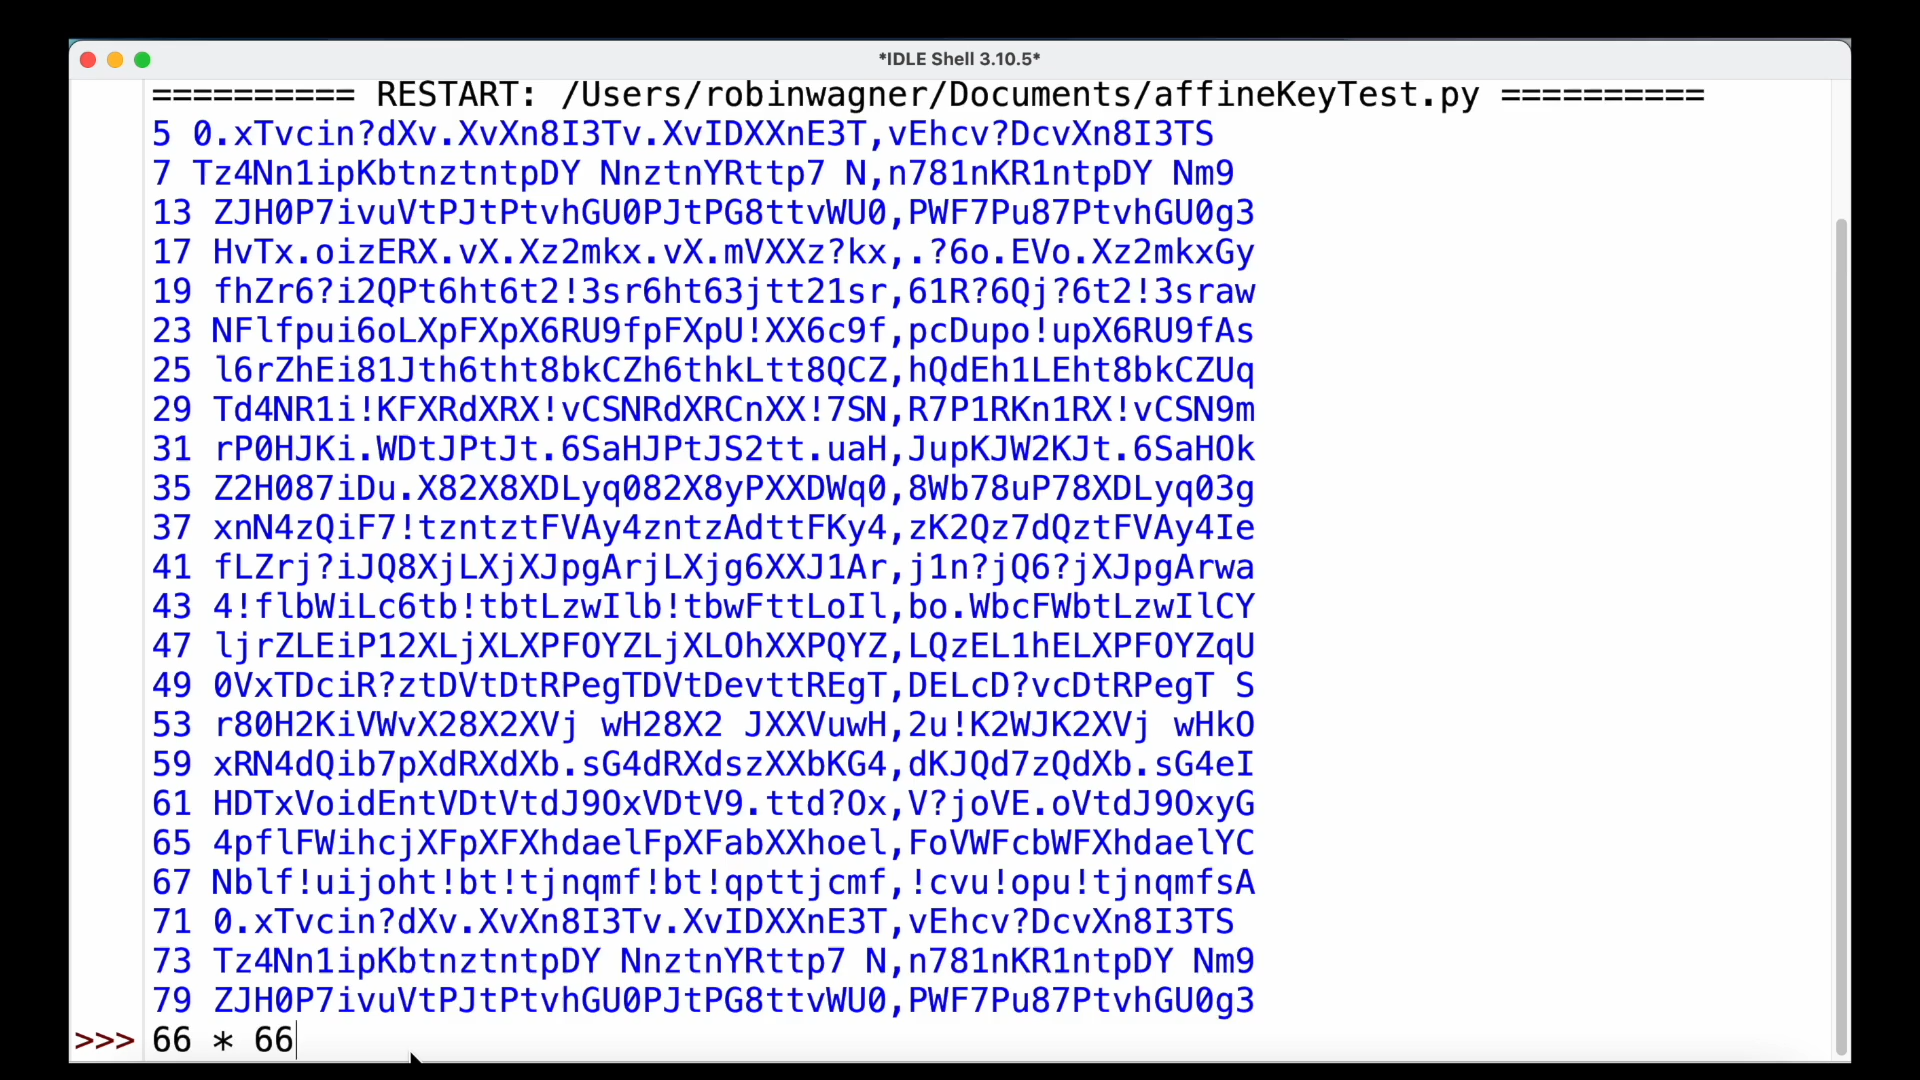 *IDLE Shell 3.10.5*
========== RESTART: /Users/robinwagner/Documents/affineKeyTest.py ==========
5 0.xTvcin?dXv.XvXn8I3Tv.XvIDXXnE3T,vEhcv?DcvXn8I3TS
7 Tz4Nn1ipKbtnztntpDY NnztnYRttp7 N,n781nKR1ntpDY Nm9
13 ZJH0P7ivuVtPJtPtvhGU0PJtPG8ttvWU0,PWF7Pu87PtvhGU0g3
17 HvTx.oizERX.vX.Xz2mkx.vX.mVXXz?kx,.?6o.EVo.Xz2mkxGy
19 fhZr6?i2QPt6ht6t2!3sr6ht63jtt21sr,61R?6Qj?6t2!3sraw
23 NFlfpui6oLXpFXpX6RU9fpFXpU!XX6c9f,pcDupo!upX6RU9fAs
25 l6rZhEi81Jth6tht8bkCZh6thkLtt8QCZ,hQdEh1LEht8bkCZUq
29 Td4NR1i!KFXRdXRX!vCSNRdXRCnXX!7SN,R7P1RKn1RX!vCSN9m
31 rP0HJKi.WDtJPtJt.6SaHJPtJS2tt.uaH,JupKJW2KJt.6SaHOk
35 Z2H087iDu.X82X8XDLyq082X8yPXXDWq0,8Wb78uP78XDLyq03g
37 xnN4zQiF7!tzntztFVAy4zntzAdttFKy4,zK2Qz7dQztFVAy4Ie
41 fLZrj?iJQ8XjLXjXJpgArjLXjg6XXJ1Ar,j1n?jQ6?jXJpgArwa
43 4!flbWiLc6tb!tbtLzwIlb!tbwFttLoIl,bo.WbcFWbtLzwIlCY
47 ljrZLEiP12XLjXLXPFOYZLjXLOhXXPQYZ,LQzEL1hELXPFOYZqU
49 0VxTDciR?ztDVtDtRPegTDVtDevttREgT,DELcD?vcDtRPegT S
53 r80H2KiVWvX28X2XVj wH28X2 JXXVuwH,2u!K2WJK2XVj wHkO
59 xRN4dQib7pXdRXdXb.sG4dRXdszXXbKG4,dKJQd7zQdXb.sG4eI
61 HDTxVoidEntVDtVtdJ9OxVDtV9.ttd?Ox,V?joVE.oVtdJ9OxyG
65 4pflFWihcjXFpXFXhdaelFpXFabXXhoel,FoVWFcbWFXhdaelYC
67 Nblf!uijoht!bt!tjnqmf!bt!qpttjcmf,!cvu!opu!tjnqmfsA
71 0.xTvcin?dXv.XvXn8I3Tv.XvIDXXnE3T,vEhcv?DcvXn8I3TS
73 Tz4Nn1ipKbtnztntpDY NnztnYRttp7 N,n781nKR1ntpDY Nm9
79 ZJH0P7ivuVtPJtPtvhGU0PJtPG8ttvWU0,PWF7Pu87PtvhGU0g3
>>> 66 * 66